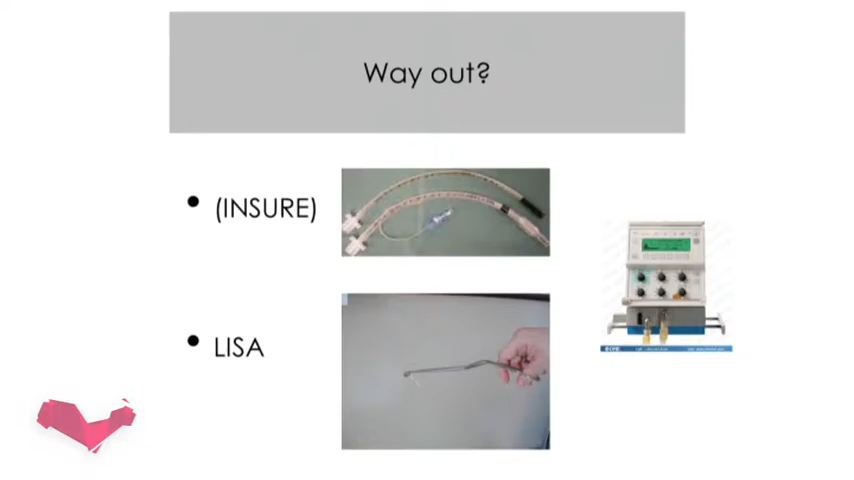 Way out?
• (INSURE)
• LISA